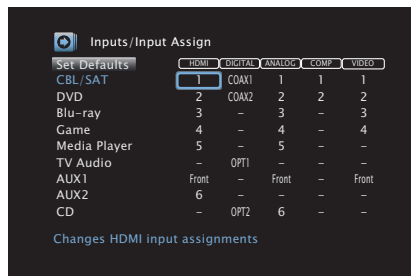 Inputs/Input Assign
Set Defaults HDMI DIGITAL ANALOG COMP VIDEO
CBL/SAT 1 COAX1 1 1 1
DVD 2 COAX2 2 2 2
Blu-ray 3 – 3 – 3
Game 4 – 4 – 4
Media Player 5 – 5 – –
TV Audio – OPT1 – – –
AUX1 Front – Front – Front
AUX2 6 – – – –
CD – OPT2 6 – –
Changes HDMI input assignments